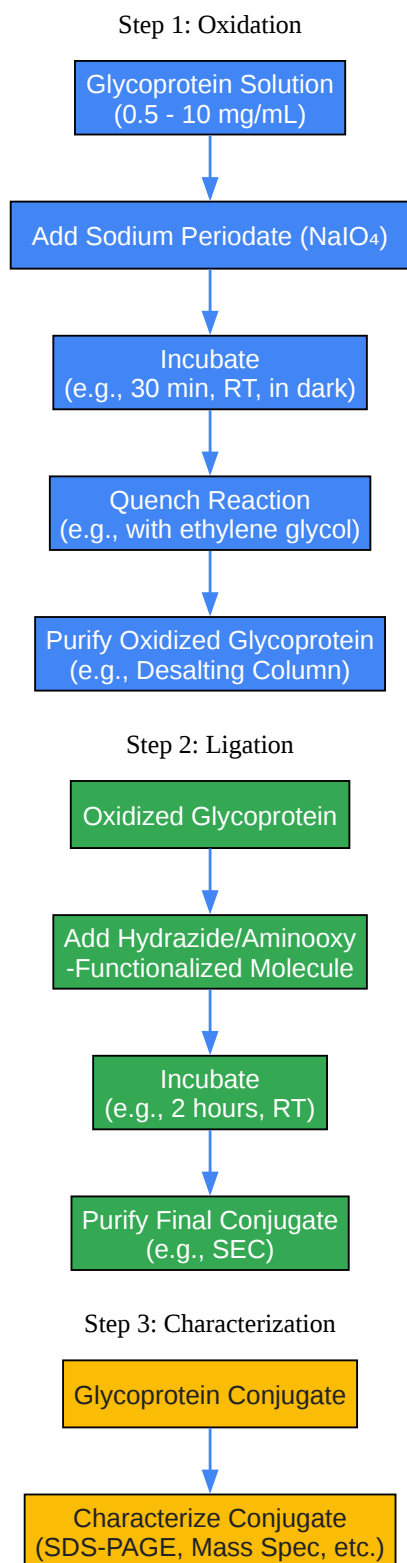 Step 1: Oxidation
Glycoprotein Solution
(0.5 - 10 mg/mL)
Add Sodium Periodate (NaIO₄)
Incubate
(e.g., 30 min, RT, in dark)
Quench Reaction
(e.g., with ethylene glycol)
Purify Oxidized Glycoprotein
(e.g., Desalting Column)
Step 2: Ligation
Oxidized Glycoprotein
Add Hydrazide/Aminooxy
-Functionalized Molecule
Incubate
(e.g., 2 hours, RT)
Purify Final Conjugate
(e.g., SEC)
Step 3: Characterization
Glycoprotein Conjugate
Characterize Conjugate
(SDS-PAGE, Mass Spec, etc.)